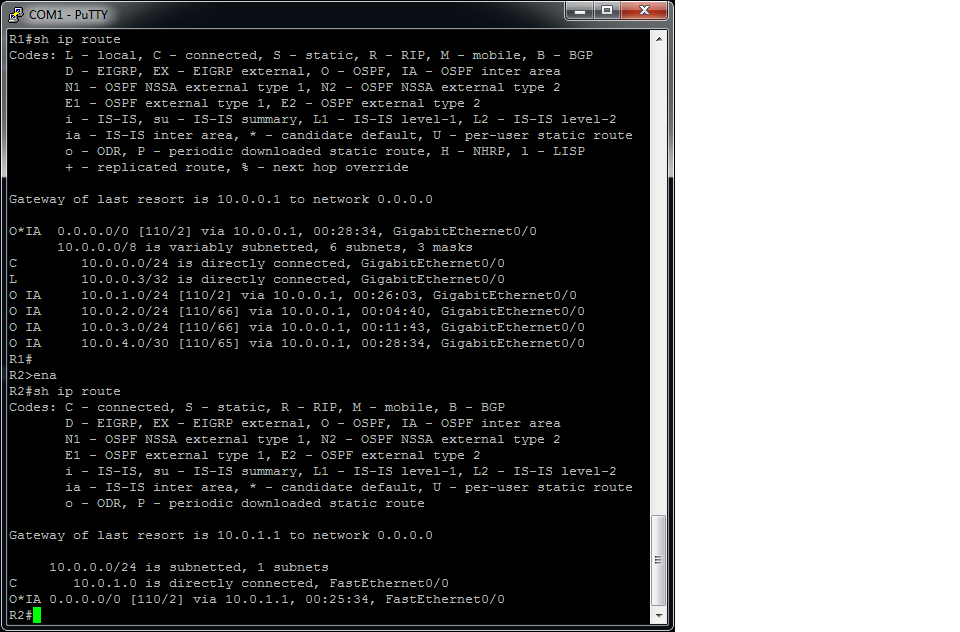 COM1 - PuTTY
R1#sh ip route
Codes: L - local, C - connected, S - static, R - RIP, M - mobile, B - BGP
       D - EIGRP, EX - EIGRP external, O - OSPF, IA - OSPF inter area
       N1 - OSPF NSSA external type 1, N2 - OSPF NSSA external type 2
       E1 - OSPF external type 1, E2 - OSPF external type 2
       i - IS-IS, su - IS-IS summary, L1 - IS-IS level-1, L2 - IS-IS level-2
       ia - IS-IS inter area, * - candidate default, U - per-user static route
       o - ODR, P - periodic downloaded static route, H - NHRP, l - LISP
       + - replicated route, % - next hop override

Gateway of last resort is 10.0.0.1 to network 0.0.0.0

O*IA  0.0.0.0/0 [110/2] via 10.0.0.1, 00:28:34, GigabitEthernet0/0
      10.0.0.0/8 is variably subnetted, 6 subnets, 3 masks
C        10.0.0.0/24 is directly connected, GigabitEthernet0/0
L        10.0.0.3/32 is directly connected, GigabitEthernet0/0
O IA     10.0.1.0/24 [110/2] via 10.0.0.1, 00:26:03, GigabitEthernet0/0
O IA     10.0.2.0/24 [110/66] via 10.0.0.1, 00:04:40, GigabitEthernet0/0
O IA     10.0.3.0/24 [110/66] via 10.0.0.1, 00:11:43, GigabitEthernet0/0
O IA     10.0.4.0/30 [110/65] via 10.0.0.1, 00:28:34, GigabitEthernet0/0
R1#
R2>ena
R2#sh ip route
Codes: C - connected, S - static, R - RIP, M - mobile, B - BGP
       D - EIGRP, EX - EIGRP external, O - OSPF, IA - OSPF inter area
       N1 - OSPF NSSA external type 1, N2 - OSPF NSSA external type 2
       E1 - OSPF external type 1, E2 - OSPF external type 2
       i - IS-IS, su - IS-IS summary, L1 - IS-IS level-1, L2 - IS-IS level-2
       ia - IS-IS inter area, * - candidate default, U - per-user static route
       o - ODR, P - periodic downloaded static route

Gateway of last resort is 10.0.1.1 to network 0.0.0.0

     10.0.0.0/24 is subnetted, 1 subnets
C       10.0.1.0 is directly connected, FastEthernet0/0
O*IA 0.0.0.0/0 [110/2] via 10.0.1.1, 00:25:34, FastEthernet0/0
R2#